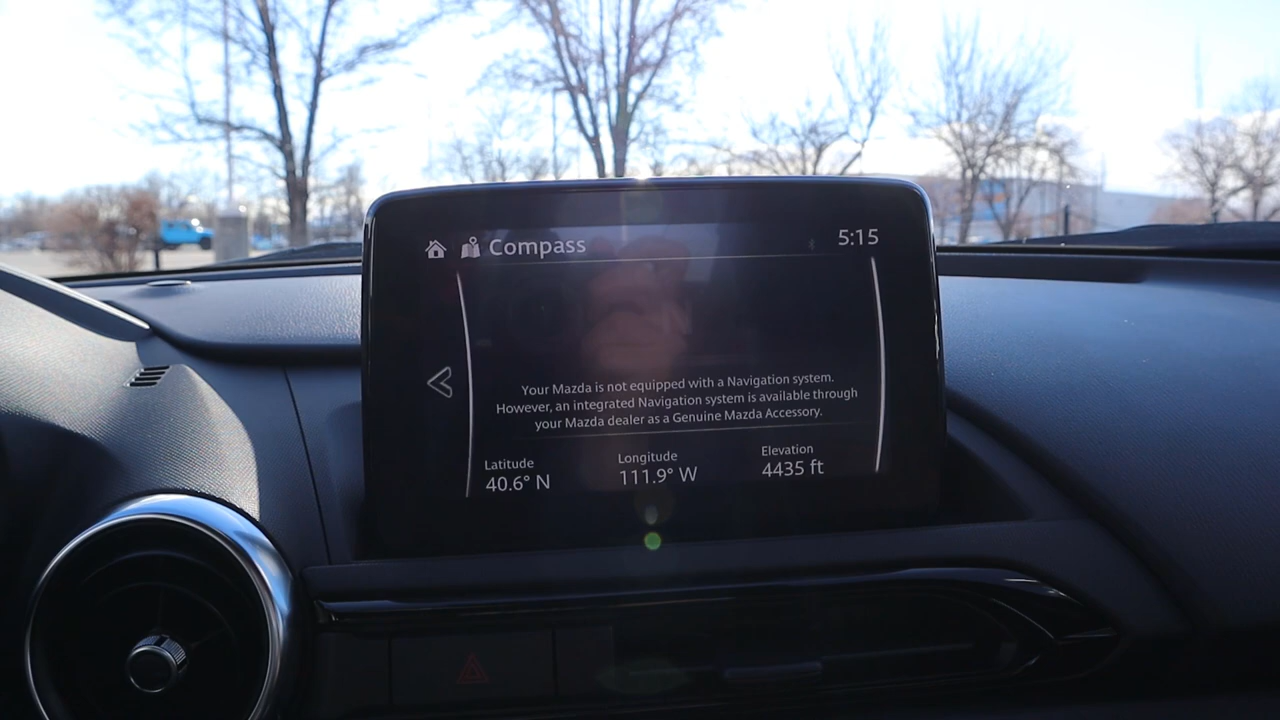 Compass
5:15
Your Mazda is not equipped with a Navigation system.
However, an integrated Navigation system is available through
your Mazda dealer as a Genuine Mazda Accessory.
Latitude
40.6° N
Longitude
111.9° W
Elevation
4435 ft